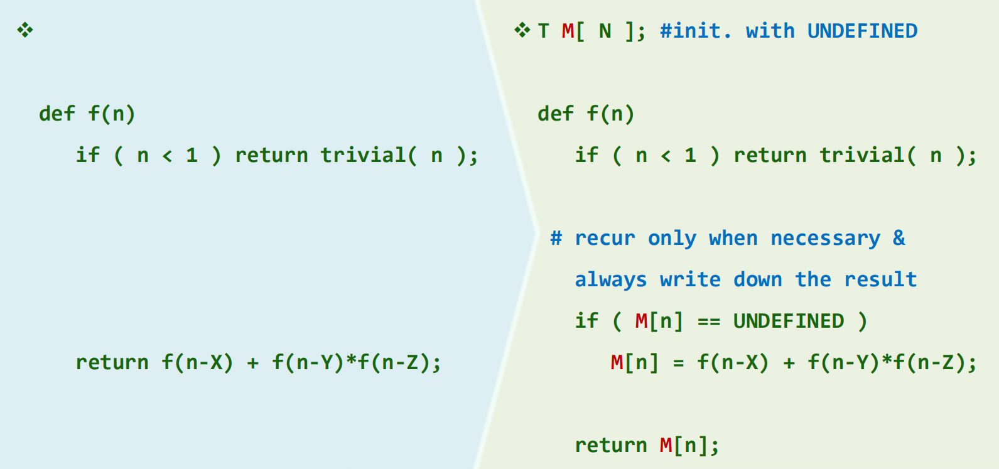 ❖
def f(n)
if ( n < 1 ) return trivial( n );
return f(n-X) + f(n-Y)*f(n-Z);
❖ T M[ N ]; #init. with UNDEFINED
def f(n)
if ( n < 1 ) return trivial( n );
# recur only when necessary &
always write down the result
if ( M[n] == UNDEFINED )
M[n] = f(n-X) + f(n-Y)*f(n-Z);
return M[n];